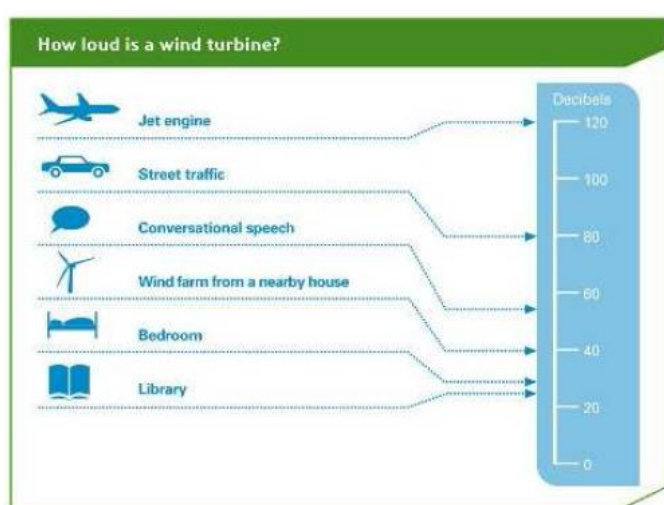 How loud is a wind turbine?
Decibels
Jet engine
120
Street traffic
100
Conversational speech
80
Wind farm from a nearby house
60
Bedroom
40
Library
20
0